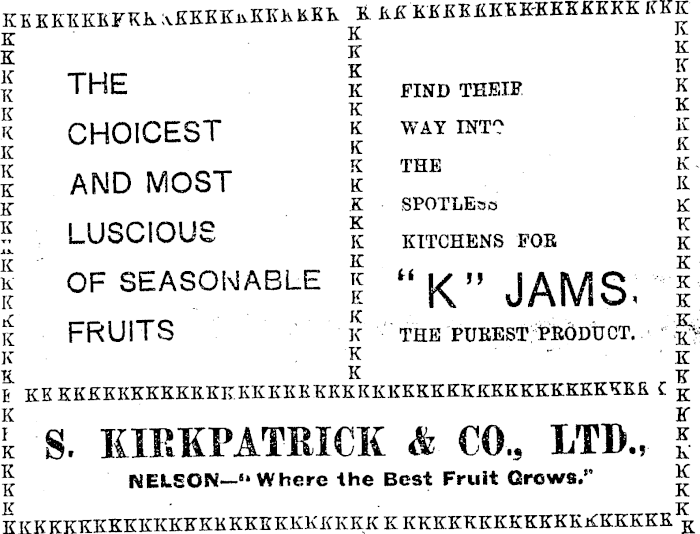 THE
CHOICEST
AND MOST
LUSCIOUS
OF SEASONABLE
FRUITS
FIND THEIR
WAY INTO
THE
SPOTLESS
KITCHENS FOR
"K" JAMS.
THE PUREST PRODUCT.
S. KIRKPATRICK & CO., LTD.,
NELSON—"Where the Best Fruit Grows."